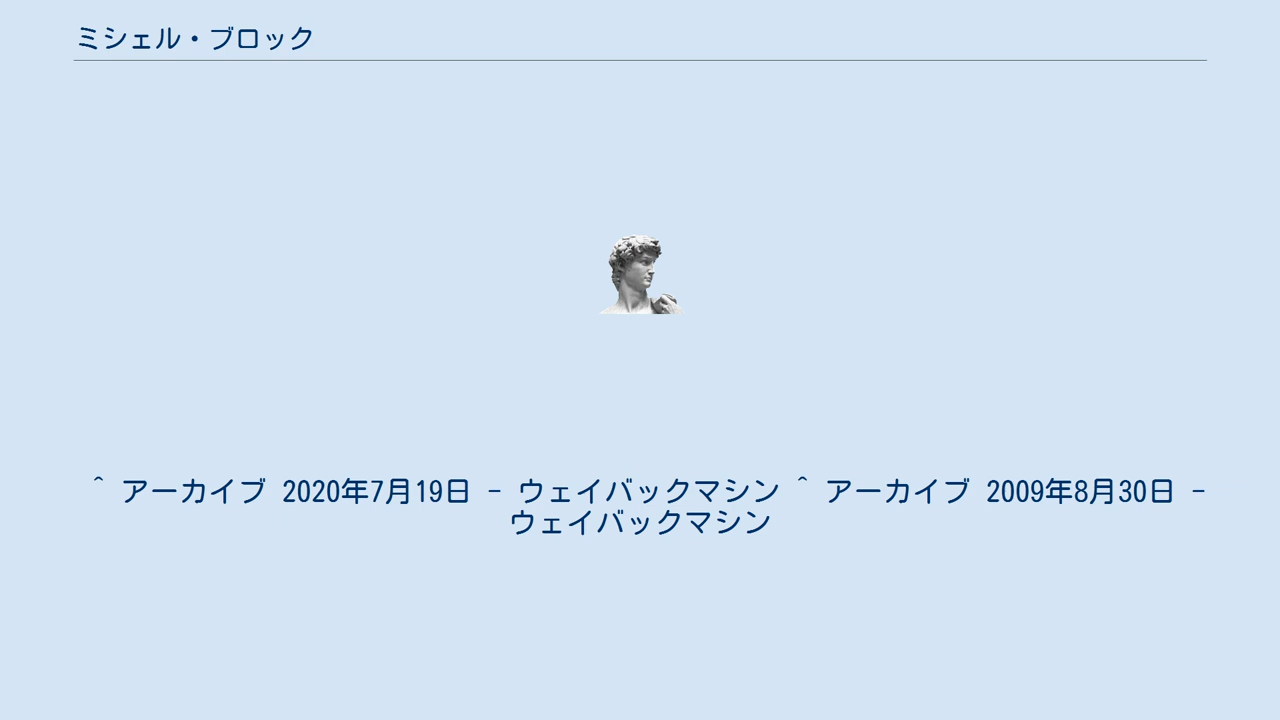 ミシェル・ブロック
^ アーカイブ 2020年7月19日 - ウェイバックマシン ^ アーカイブ 2009年8月30日 -
ウェイバックマシン